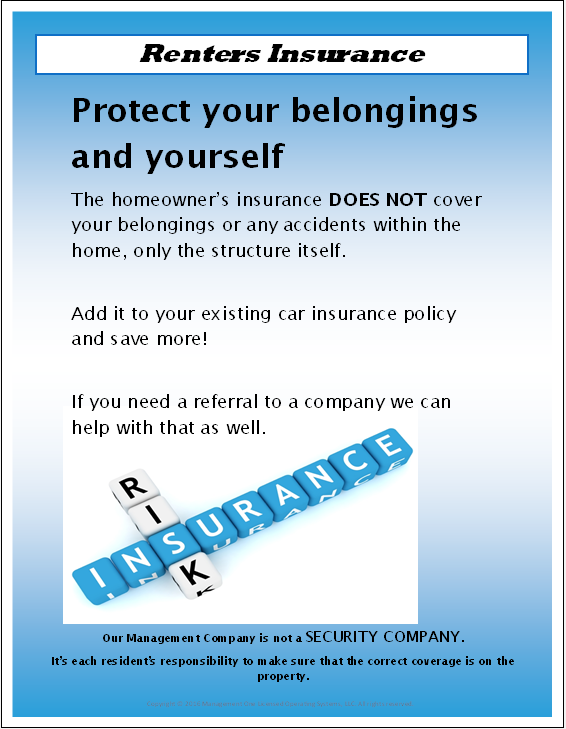 Renters Insurance
Protect your belongings
and yourself
The homeowner’s insurance DOES NOT cover
your belongings or any accidents within the
home, only the structure itself.
Add it to your existing car insurance policy
and save more!
If you need a referral to a company we can
help with that as well.
RISK
INSURANCE
Our Management Company is not a SECURITY COMPANY.
It’s each resident’s responsibility to make sure that the correct coverage is on the
property.